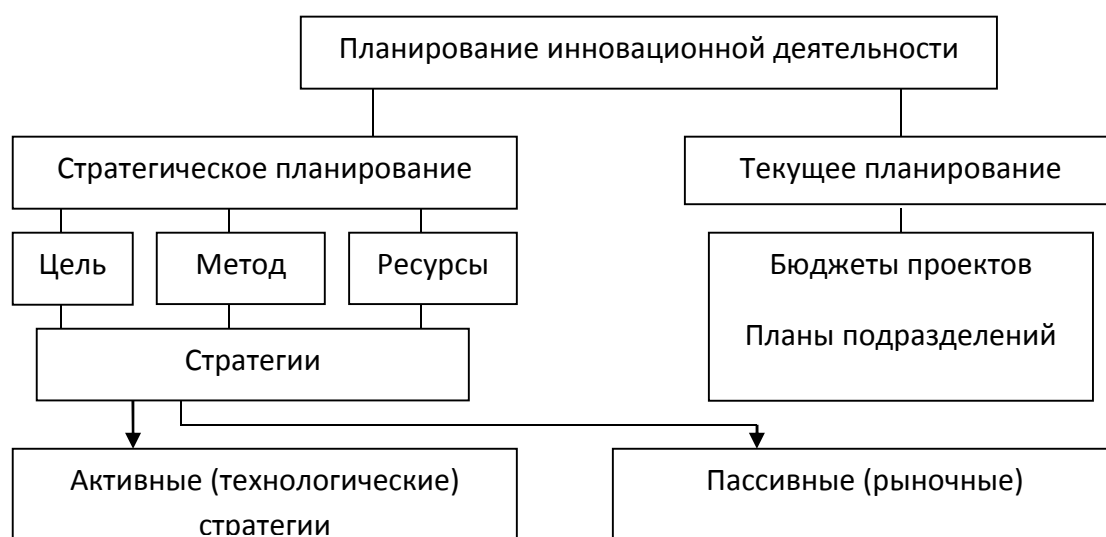 Планирование инновационной деятельности
Стратегическое планирование
Текущее планирование
Цель
Метод
Ресурсы
Бюджеты проектов
Планы подразделений
Стратегии
Активные (технологические)
стратегии
Пассивные (рыночные)